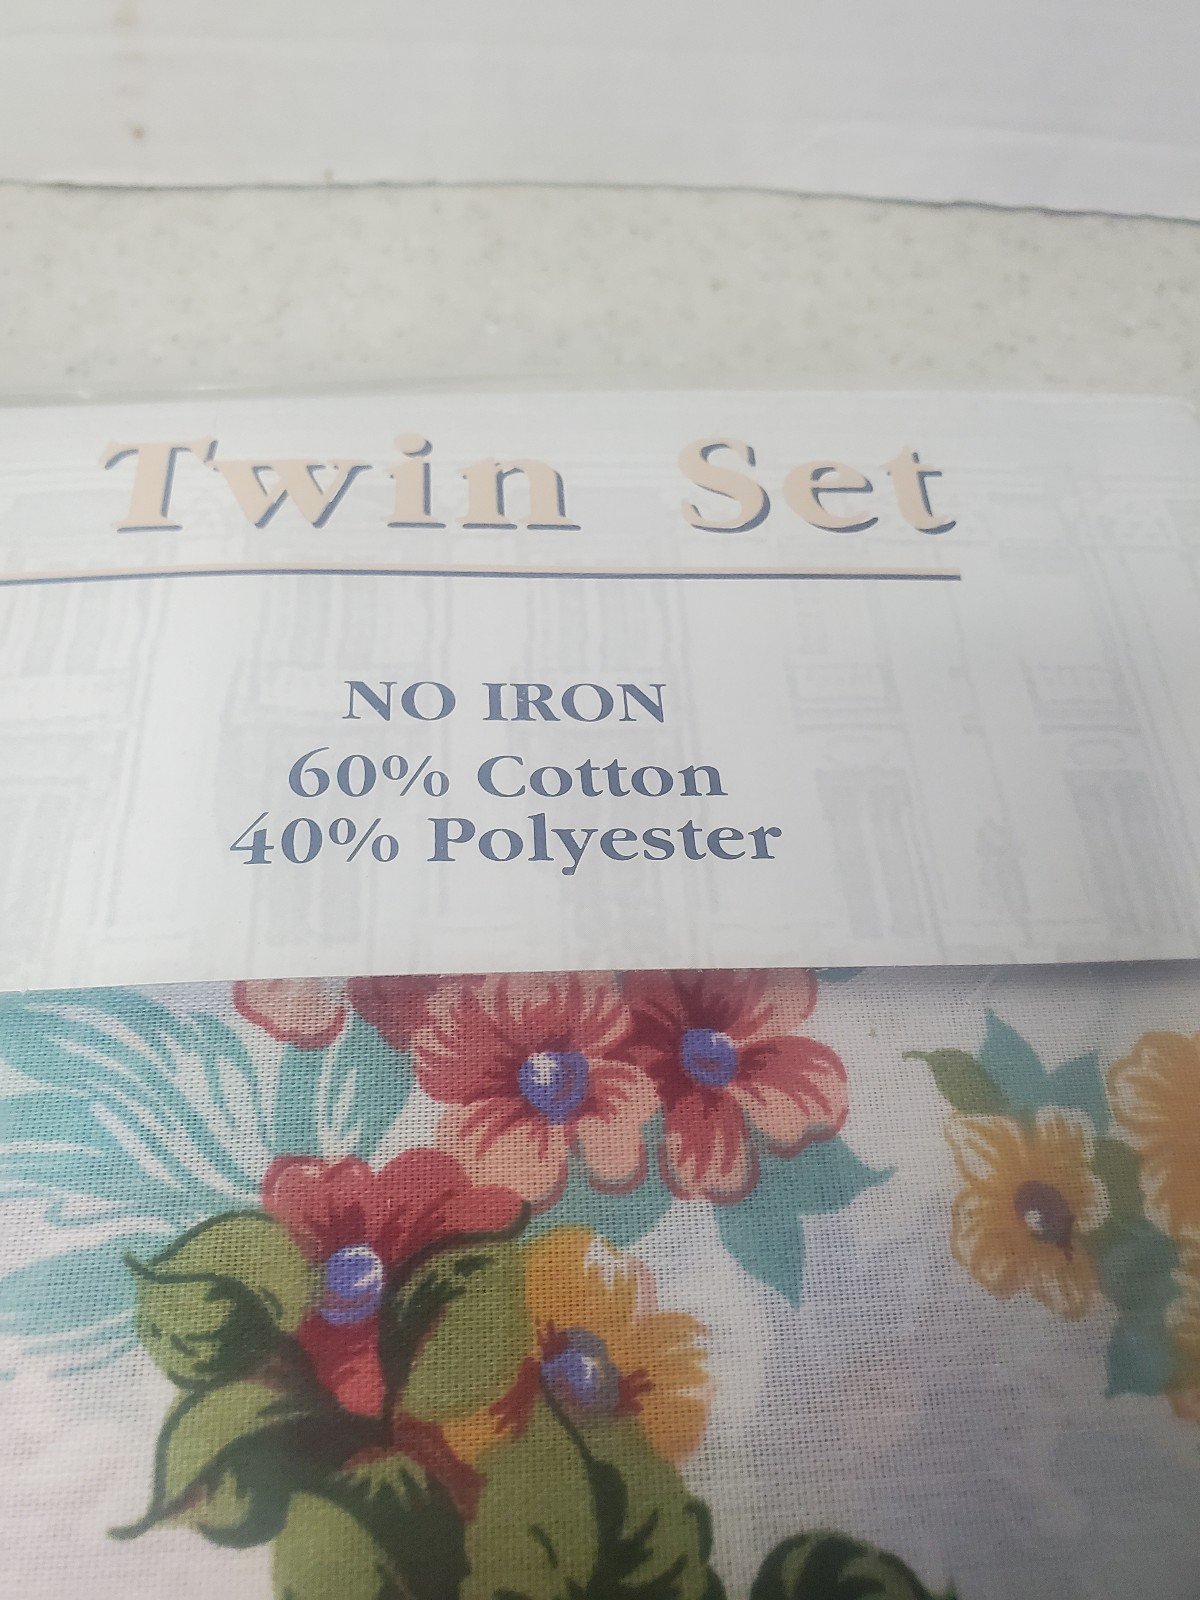 Twin Set
NO IRON
60% Cotton
40% Polyester